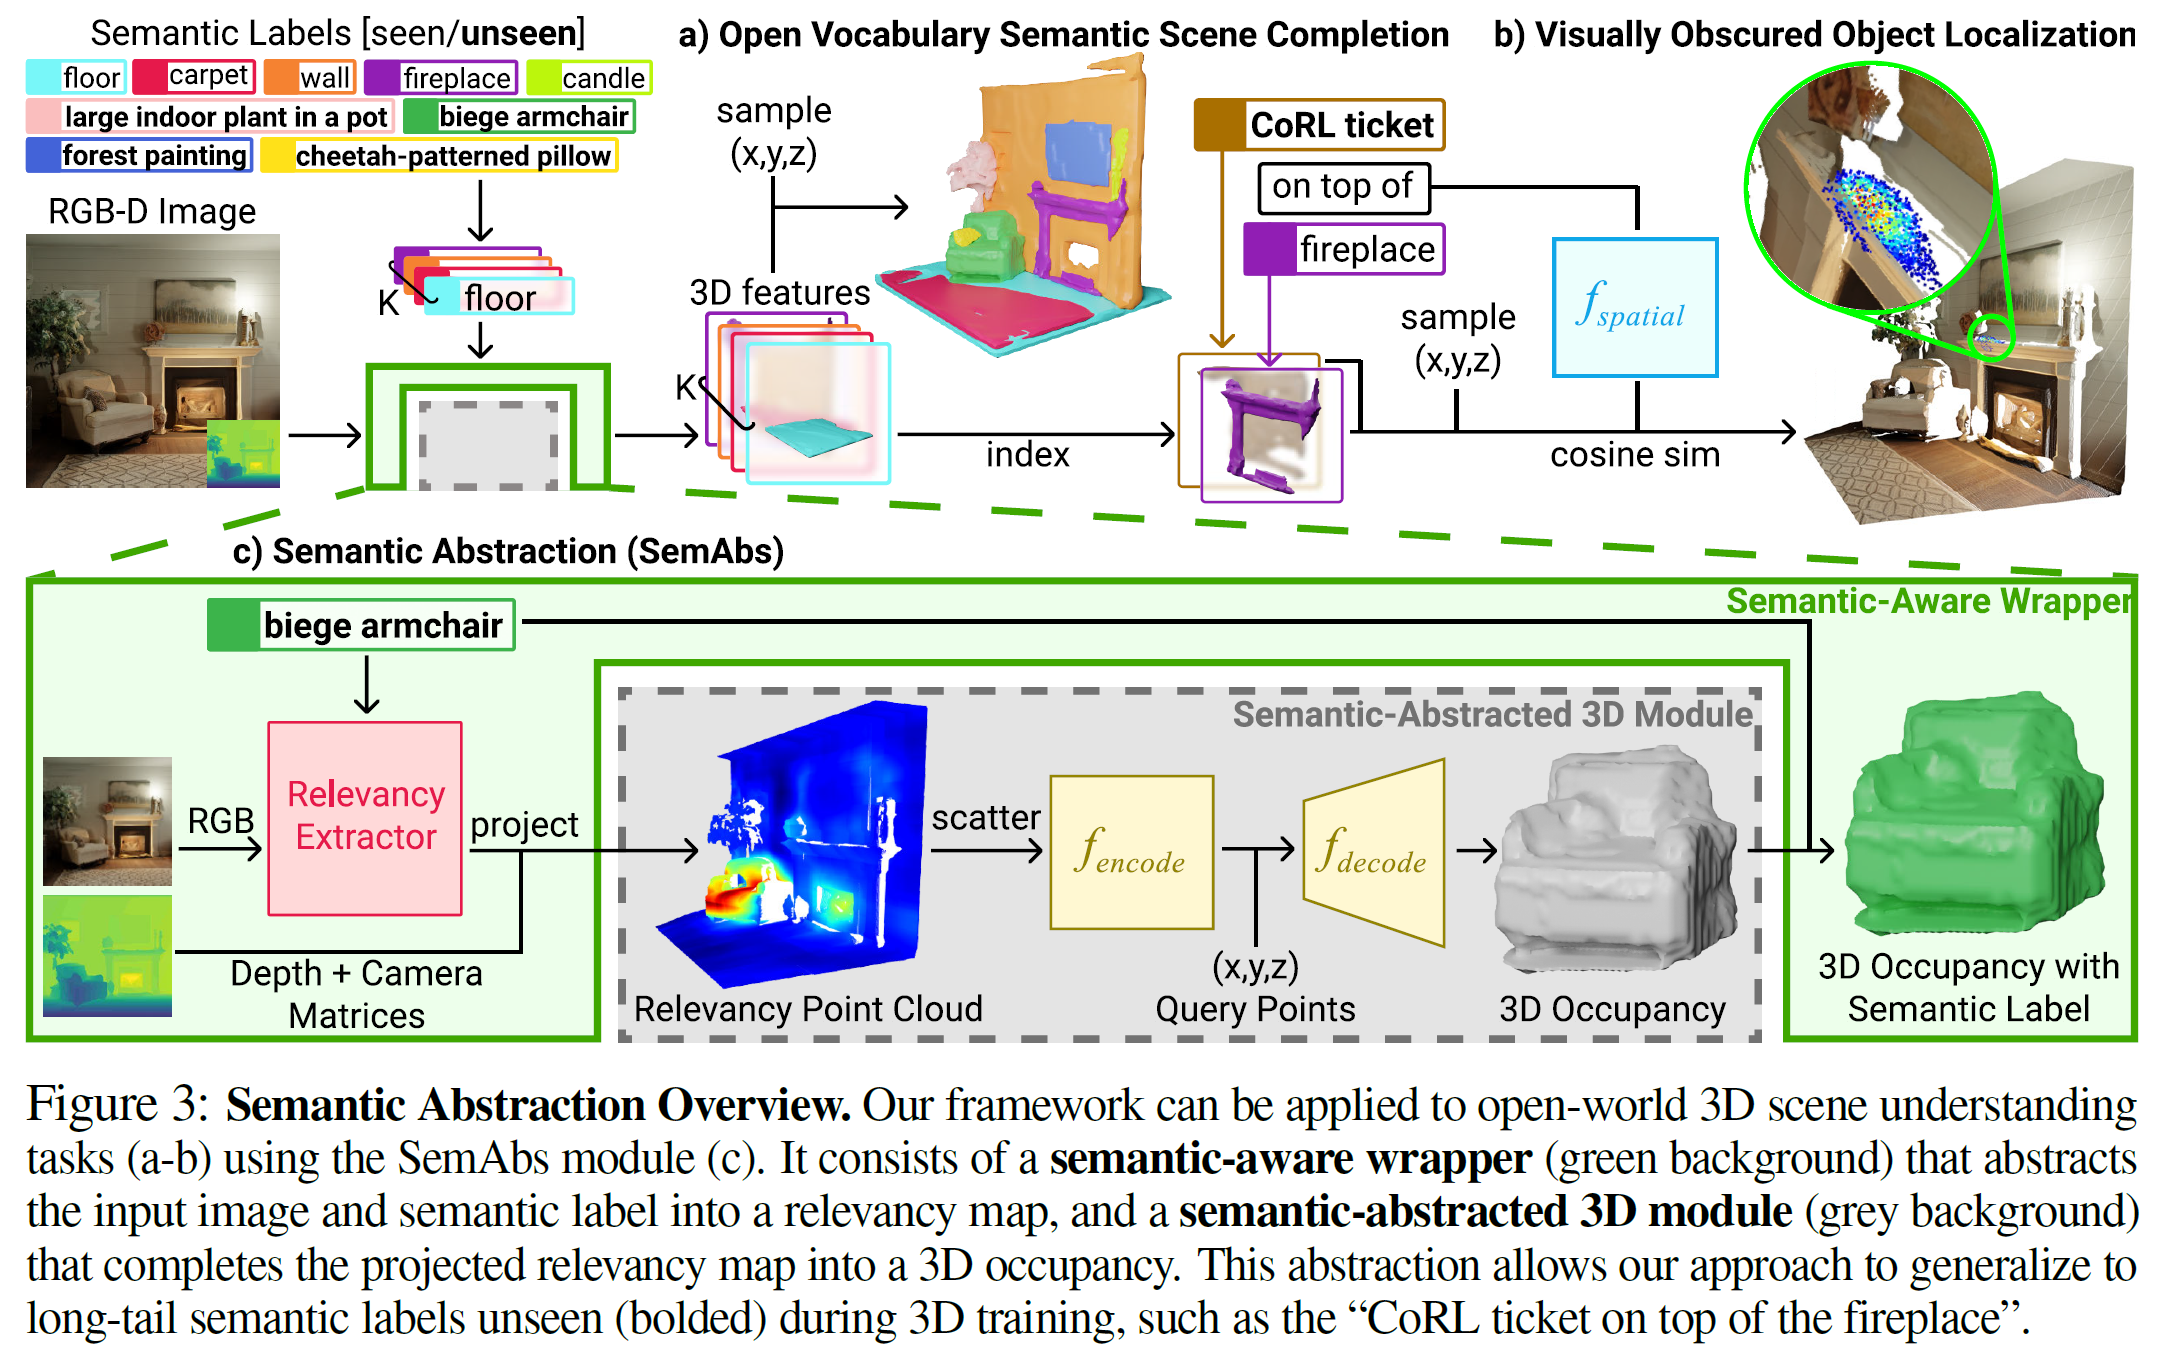 Semantic Labels [seen/unseen]
floor carpet wall fireplace candle
large indoor plant in a pot biege armchair
forest painting cheetah-patterned pillow
RGB-D Image
K
floor
a) Open Vocabulary Semantic Scene Completion
sample
(x,y,z)
3D features
K
index
b) Visually Obscured Object Localization
CoRL ticket
on top of
fireplace
sample
(x,y,z)
f spatial
cosine sim
c) Semantic Abstraction (SemAbs)
Semantic-Aware Wrapper
biege armchair
RGB
Relevancy
Extractor
project
Depth + Camera
Matrices
Semantic-Abstracted 3D Module
Relevancy Point Cloud
scatter
f encode
(x,y,z)
Query Points
f decode
3D Occupancy
3D Occupancy with
Semantic Label
Figure 3: Semantic Abstraction Overview. Our framework can be applied to open-world 3D scene understanding
tasks (a-b) using the SemAbs module (c). It consists of a semantic-aware wrapper (green background) that abstracts
the input image and semantic label into a relevancy map, and a semantic-abstracted 3D module (grey background)
that completes the projected relevancy map into a 3D occupancy. This abstraction allows our approach to generalize to
long-tail semantic labels unseen (bolded) during 3D training, such as the “CoRL ticket on top of the fireplace”.